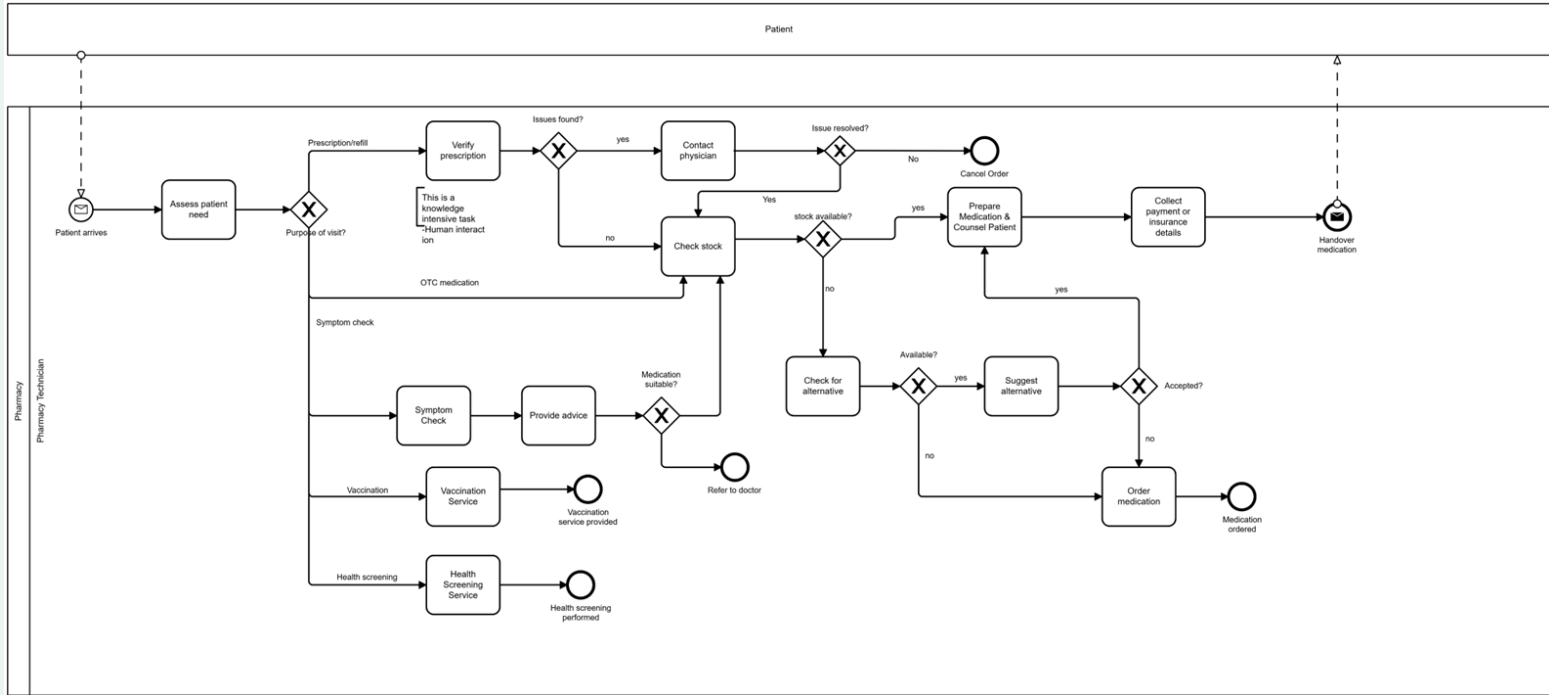 Patient
Pharmacy
Pharmacy Technician
Patient arrives
Assess patient
need
Purpose of visit?
Prescription/refill
Verify
prescription
This is a
knowledge
intensive task
-Human interact
ion
Issues found?
yes
no
Contact
physician
Issue resolved?
No
Yes
Cancel Order
Check stock
stock available?
yes
no
Prepare
Medication &
Counsel Patient
Collect
payment or
insurance
details
Handover
medication
OTC medication
Symptom check
Symptom
Check
Provide advice
Medication
suitable?
Refer to doctor
Check for
alternative
Available?
yes
no
Suggest
alternative
Accepted?
yes
no
Order
medication
Medication
ordered
Vaccination
Vaccination
Service
Vaccination
service provided
Health screening
Health
Screening
Service
Health screening
performed